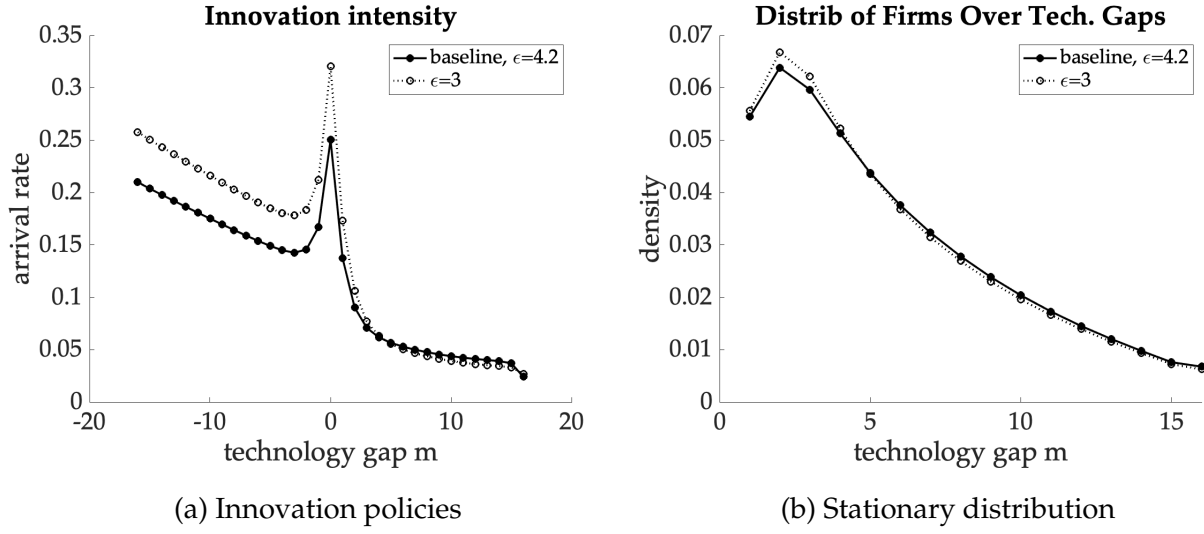 Innovation intensity
0.35
0.3
0.25
0.2
0.15
0.1
0.05
0
arrival rate
baseline, ϵ=4.2
ϵ=3
-20
-10
0
10
20
technology gap m
(a) Innovation policies
Distrib of Firms Over Tech. Gaps
0.07
0.06
0.05
0.04
0.03
0.02
0.01
0
density
baseline, ϵ=4.2
ϵ=3
0
5
10
15
technology gap m
(b) Stationary distribution